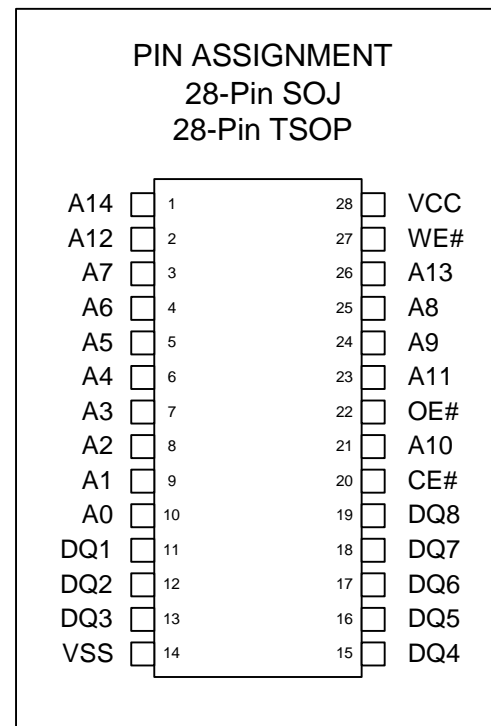 PIN ASSIGNMENT
28-Pin SOJ
28-Pin TSOP
A14 1 28 VCC
A12 2 27 WE#
A7 3 26 A13
A6 4 25 A8
A5 5 24 A9
A4 6 23 A11
A3 7 22 OE#
A2 8 21 A10
A1 9 20 CE#
A0 10 19 DQ8
DQ1 11 18 DQ7
DQ2 12 17 DQ6
DQ3 13 16 DQ5
VSS 14 15 DQ4